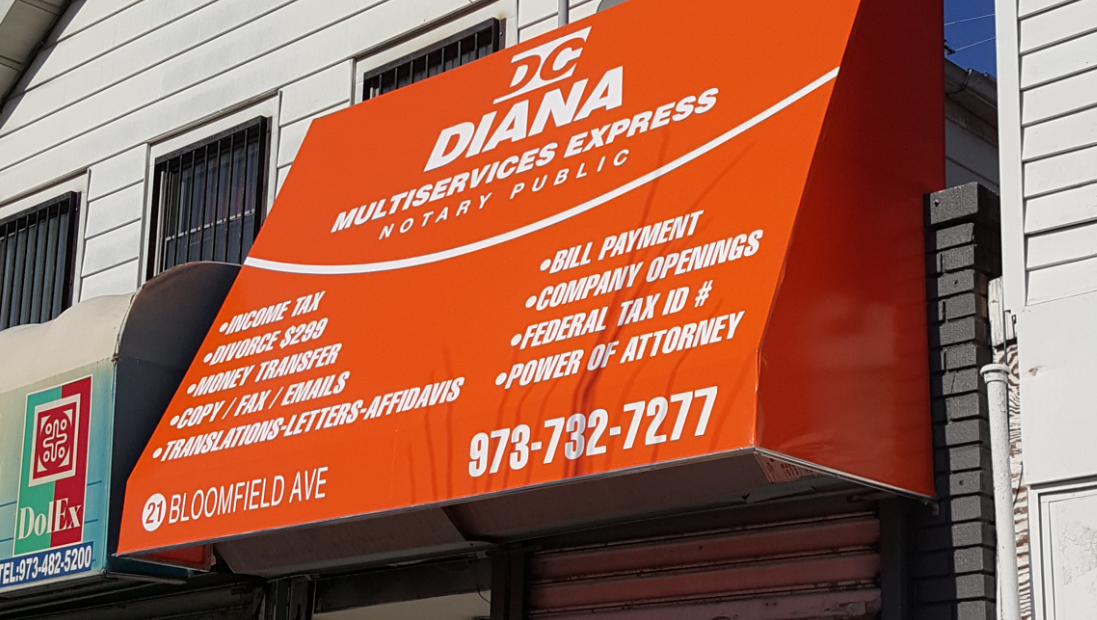 DC
DIANA
MULTISERVICES EXPRESS
NOTARY PUBLIC
•INCOME TAX
•DIVORCE $299
•MONEY TRANSFER
•COPY / FAX / EMAILS
•TRANSLATIONS-LETTERS-AFFIDAVIS
•BILL PAYMENT
•COMPANY OPENINGS
•FEDERAL TAX ID #
•POWER OF ATTORNEY
973-732-7277
21 BLOOMFIELD AVE
DolEx
TEL:973-482-5200